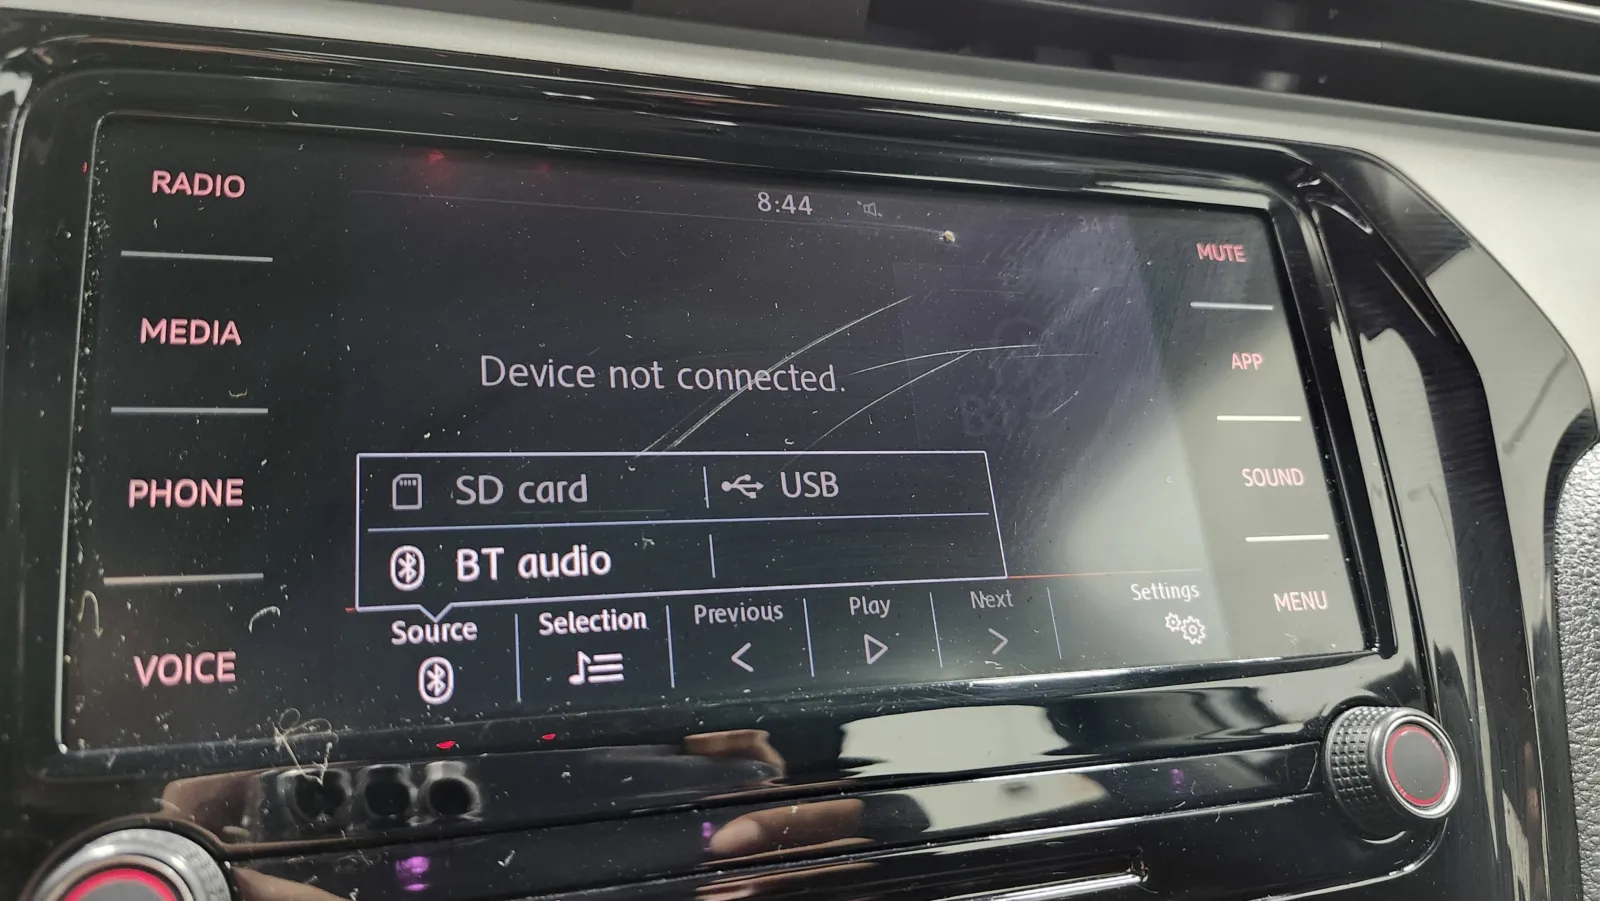 RADIO
8:44
MUTE
MEDIA
Device not connected.
APP
PHONE
SD card
USB
SOUND
BT audio
VOICE
Source
Selection
Previous
Play
Next
Settings
MENU